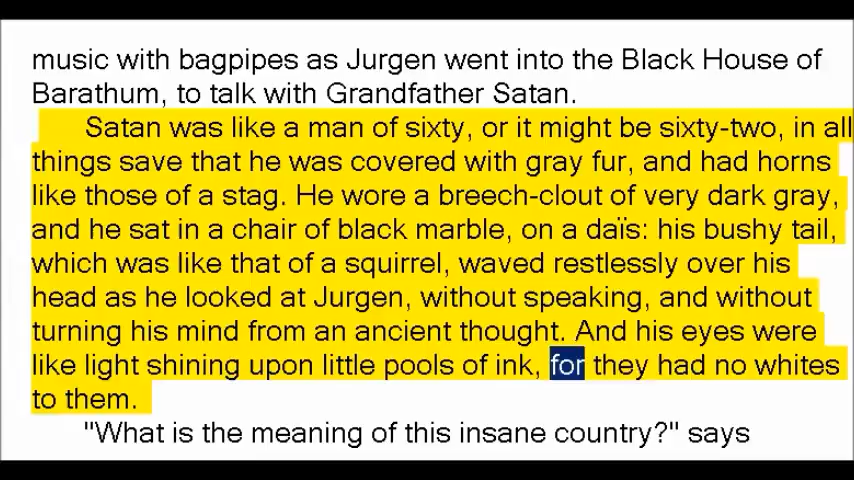 music with bagpipes as Jurgen went into the Black House of
Barathum, to talk with Grandfather Satan.
Satan was like a man of sixty, or it might be sixty-two, in all
things save that he was covered with gray fur, and had horns
like those of a stag. He wore a breech-clout of very dark gray,
and he sat in a chair of black marble, on a daïs: his bushy tail,
which was like that of a squirrel, waved restlessly over his
head as he looked at Jurgen, without speaking, and without
turning his mind from an ancient thought. And his eyes were
like light shining upon little pools of ink, for they had no whites
to them.
"What is the meaning of this insane country?" says